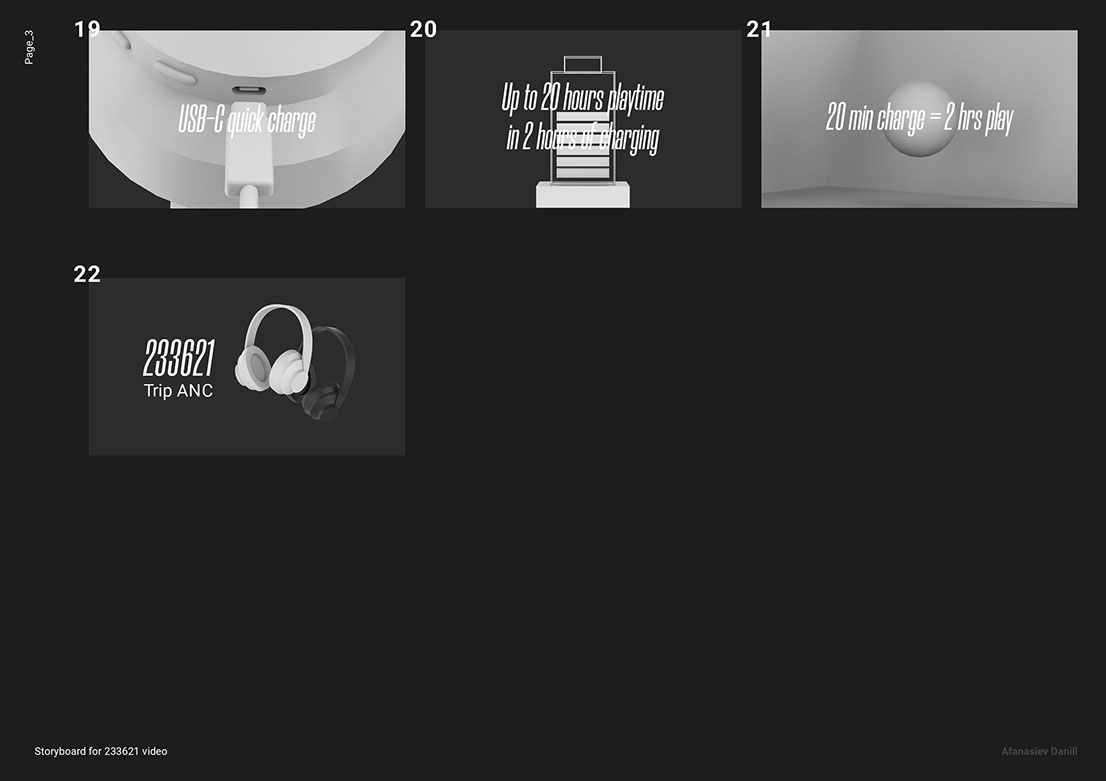 Page_3
19
USB-C quick charge
20
Up to 20 hours playtime
in 2 hours of charging
21
20 min charge = 2 hrs play
22
233621
Trip ANC
Storyboard for 233621 video
Afanasiev Danill